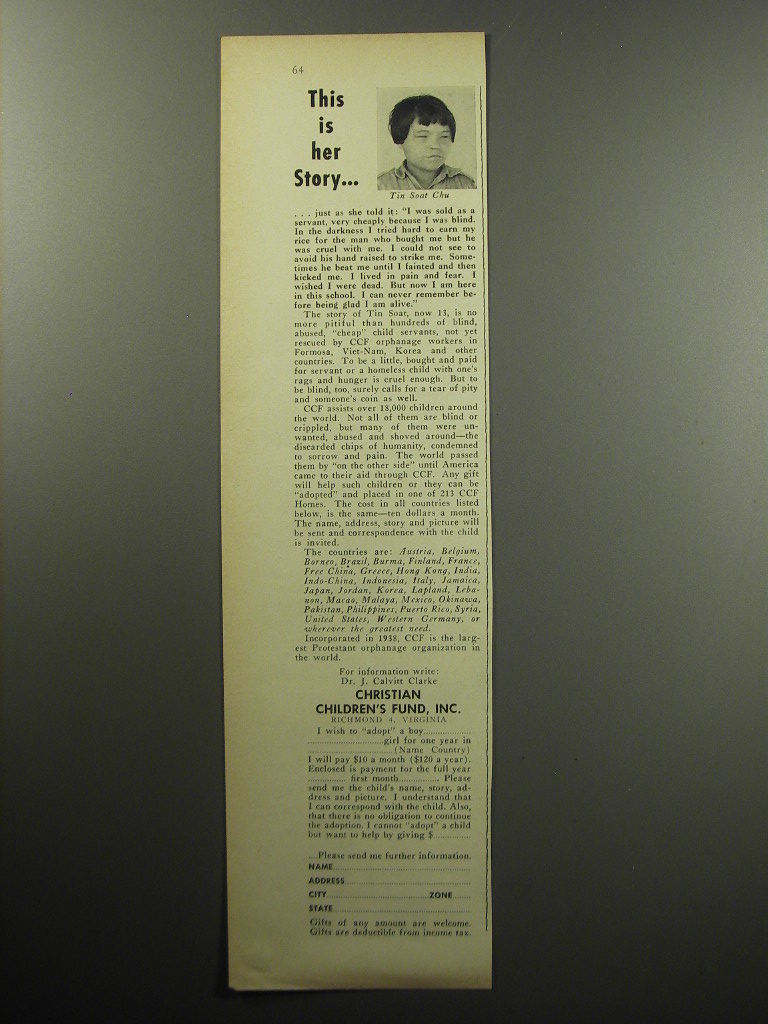 64
This
is
her
Story...
Tin Soat Chu
. . . just as she told it: "I was sold as a
servant, very cheaply because I was blind.
In the darkness I tried hard to earn my
rice for the man who bought me but he
was cruel with me. I could not see to
avoid his hand raised to strike me. Some-
times he beat me until I fainted and then
kicked me. I lived in pain and fear. I
wished I were dead. But now I am here
in this school. I can never remember be-
fore being glad I am alive."
The story of Tin Soat, now 13, is no
more pitiful than hundreds of blind,
abused, "cheap" child servants, not yet
rescued by CCF orphanage workers in
Formosa, Viet-Nam, Korea and other
countries. To be a little, bought and paid
for servant or a homeless child with one's
rags and hunger is cruel enough. But to
be blind, too, surely calls for a tear of pity
and someone's coin as well.
CCF assists over 18,000 children around
the world. Not all of them are blind or
crippled, but many of them were un-
wanted, abused and shoved around—the
discarded chips of humanity, condemned
to sorrow and pain. The world passed
them by "on the other side" until America
came to their aid through CCF. Any gift
will help such children or they can be
"adopted" and placed in one of 213 CCF
Homes. The cost in all countries listed
below, is the same—ten dollars a month.
The name, address, story and picture will
be sent and correspondence with the child
is invited.
The countries are: Austria, Belgium,
Borneo, Brazil, Burma, Finland, France,
Free China, Greece, Hong Kong, India,
Indo-China, Indonesia, Italy, Jamaica,
Japan, Jordan, Korea, Lapland, Leba-
non, Macao, Malaya, Mexico, Okinawa,
Pakistan, Philippines, Puerto Rico, Syria,
United States, Western Germany, or
wherever the greatest need.
Incorporated in 1938, CCF is the larg-
est Protestant orphanage organization in
the world.
For information write:
Dr. J. Calvitt Clarke
CHRISTIAN
CHILDREN'S FUND, INC.
RICHMOND 4, VIRGINIA
I wish to "adopt" a boy....................
..............................girl for one year in
..................................(Name Country)
I will pay $10 a month ($120 a year).
Enclosed is payment for the full year
............... first month............... Please
send me the child's name, story, ad-
dress and picture. I understand that
I can correspond with the child. Also,
that there is no obligation to continue
the adoption. I cannot "adopt" a child
but want to help by giving $...............
....Please send me further information.
NAME......................................................
ADDRESS..................................................
CITY........................................ZONE.......
STATE......................................................
Gifts of any amount are welcome.
Gifts are deductible from income tax.